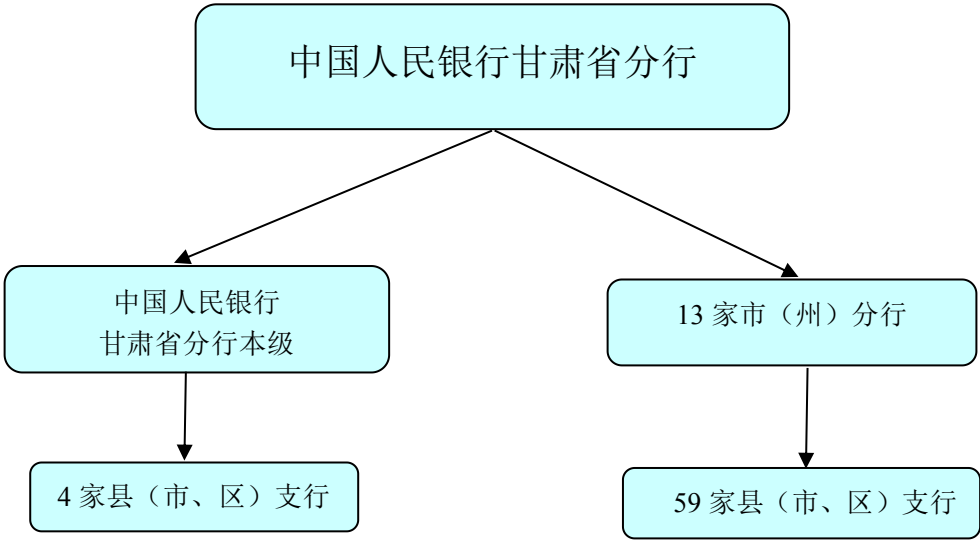 中国人民银行甘肃省分行
中国人民银行
甘肃省分行本级
13 家市（州）分行
4 家县（市、区）支行
59 家县（市、区）支行